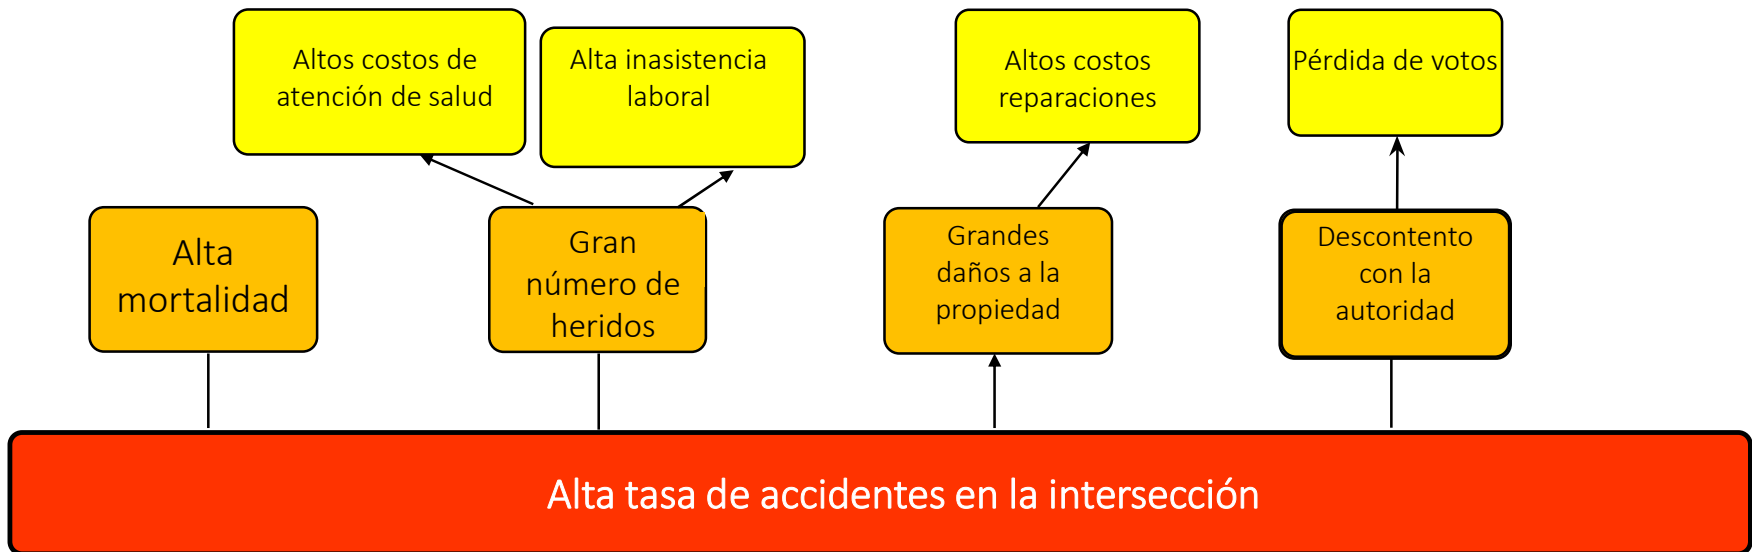 Altos costos de
atención de salud
Alta inasistencia
laboral
Altos costos
reparaciones
Pérdida de votos
Alta
mortalidad
Gran
número de
heridos
Grandes
daños a la
propiedad
Descontento
con la
autoridad
Alta tasa de accidentes en la intersección